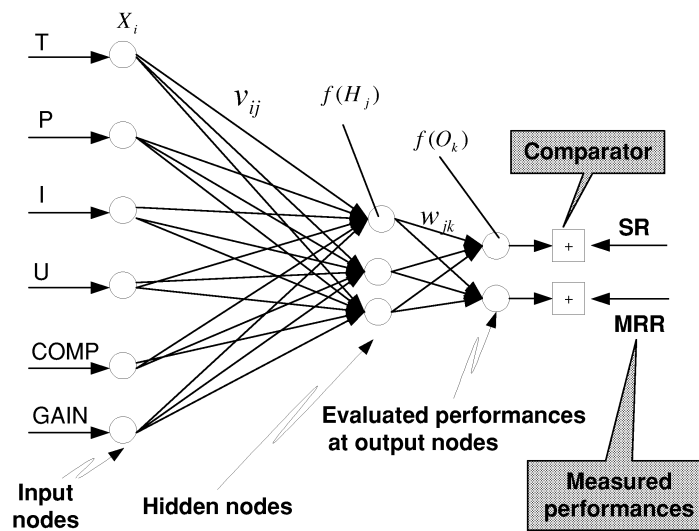 X_i
T
v_ij
f(H_j)
P
f(O_k)
Comparator
I
w_jk
SR
+
U
+
MRR
COMP
GAIN
Evaluated performances
at output nodes
Input
nodes
Hidden nodes
Measured
performances